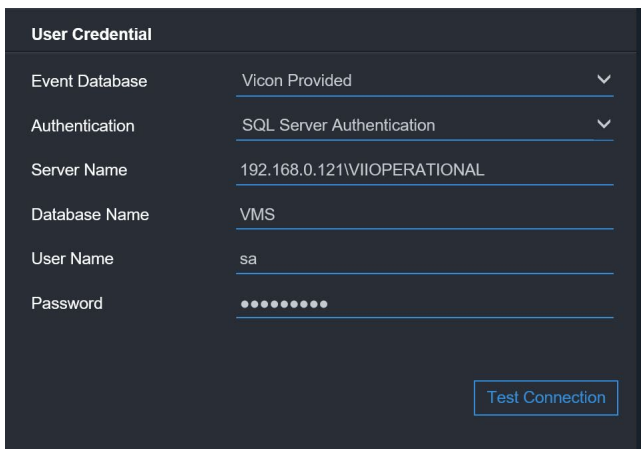 User Credential
Event Database Vicon Provided
Authentication SQL Server Authentication
Server Name 192.168.0.121\VIIOPERATIONAL
Database Name VMS
User Name sa
Password ●●●●●●●●●
Test Connection